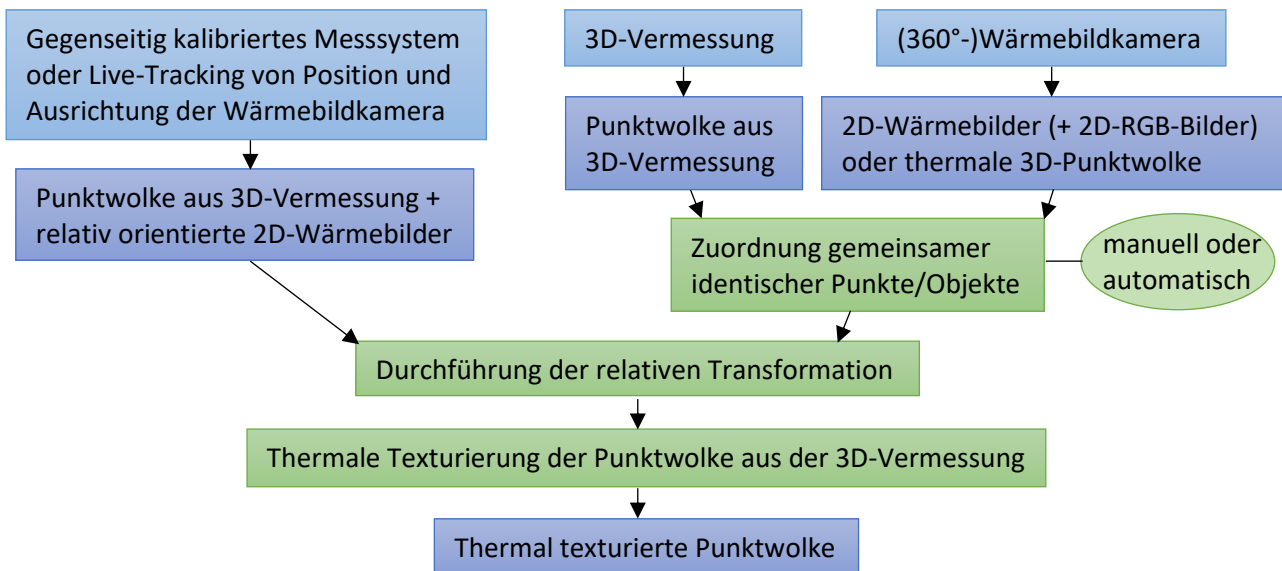 Gegenseitig kalibriertes Messsystem
oder Live-Tracking von Position und
Ausrichtung der Wärmebildkamera
3D-Vermessung
(360°-)Wärmebildkamera
Punktwolke aus
3D-Vermessung
2D-Wärmebilder (+ 2D-RGB-Bilder)
oder thermale 3D-Punktwolke
Punktwolke aus 3D-Vermessung +
relativ orientierte 2D-Wärmebilder
Zuordnung gemeinsamer
identischer Punkte/Objekte
manuell oder
automatisch
Durchführung der relativen Transformation
Thermale Texturierung der Punktwolke aus der 3D-Vermessung
Thermal texturierte Punktwolke